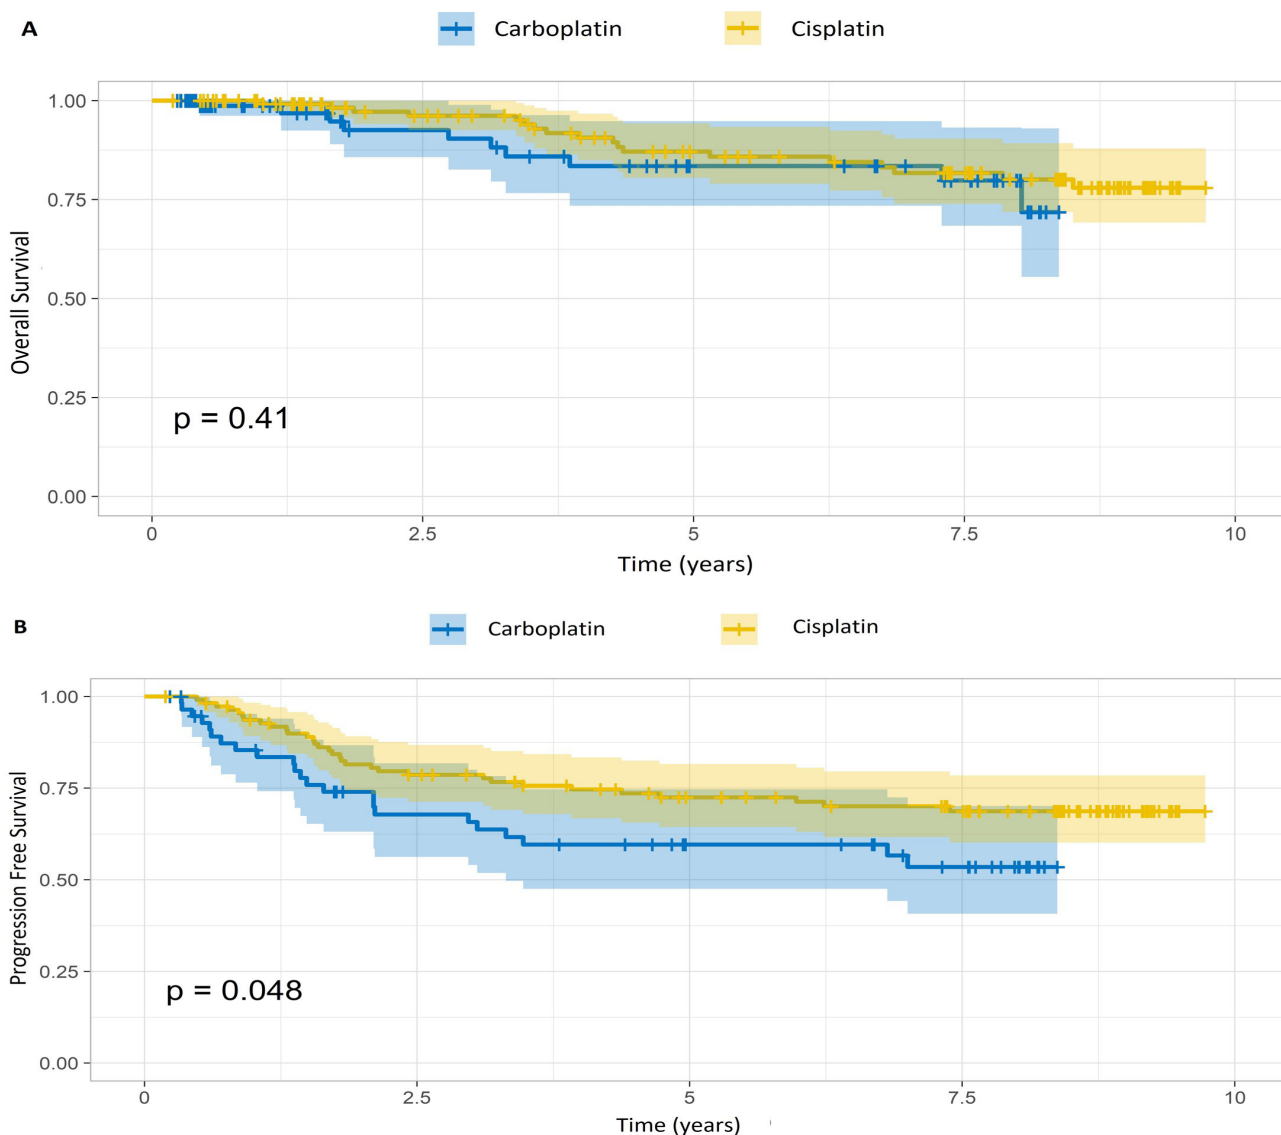 A
Carboplatin Cisplatin
1.00
0.75
0.50
0.25
0.00
Overall Survival
p = 0.41
0 2.5 5 7.5 10
Time (years)
B
Carboplatin Cisplatin
1.00
0.75
0.50
0.25
0.00
Progression Free Survival
p = 0.048
0 2.5 5 7.5 10
Time (years)